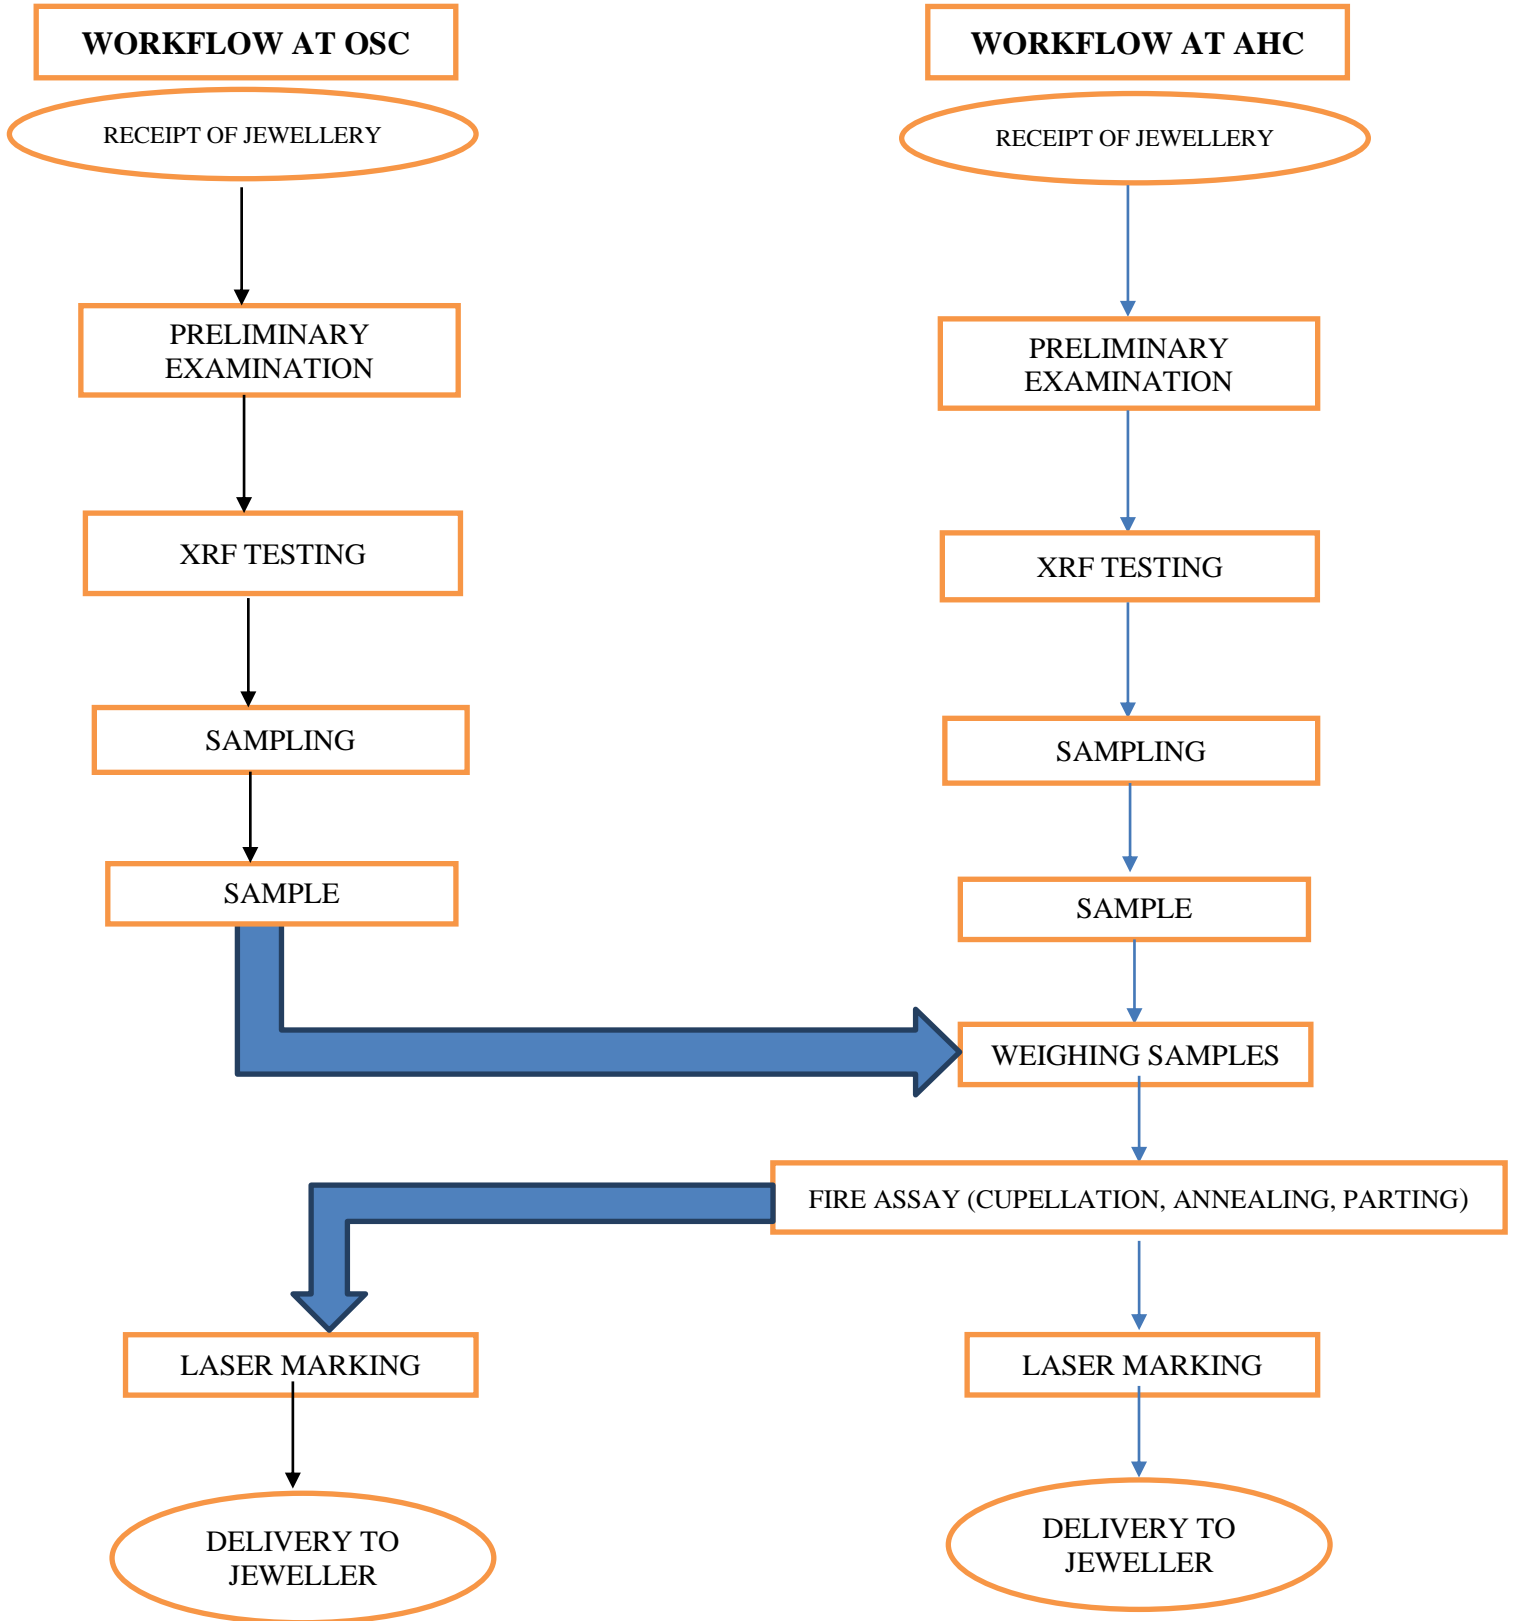 WORKFLOW AT OSC
RECEIPT OF JEWELLERY
PRELIMINARY
EXAMINATION
XRF TESTING
SAMPLING
SAMPLE
LASER MARKING
DELIVERY TO
JEWELLER
WORKFLOW AT AHC
RECEIPT OF JEWELLERY
PRELIMINARY
EXAMINATION
XRF TESTING
SAMPLING
SAMPLE
WEIGHING SAMPLES
FIRE ASSAY (CUPELLATION, ANNEALING, PARTING)
LASER MARKING
DELIVERY TO
JEWELLER